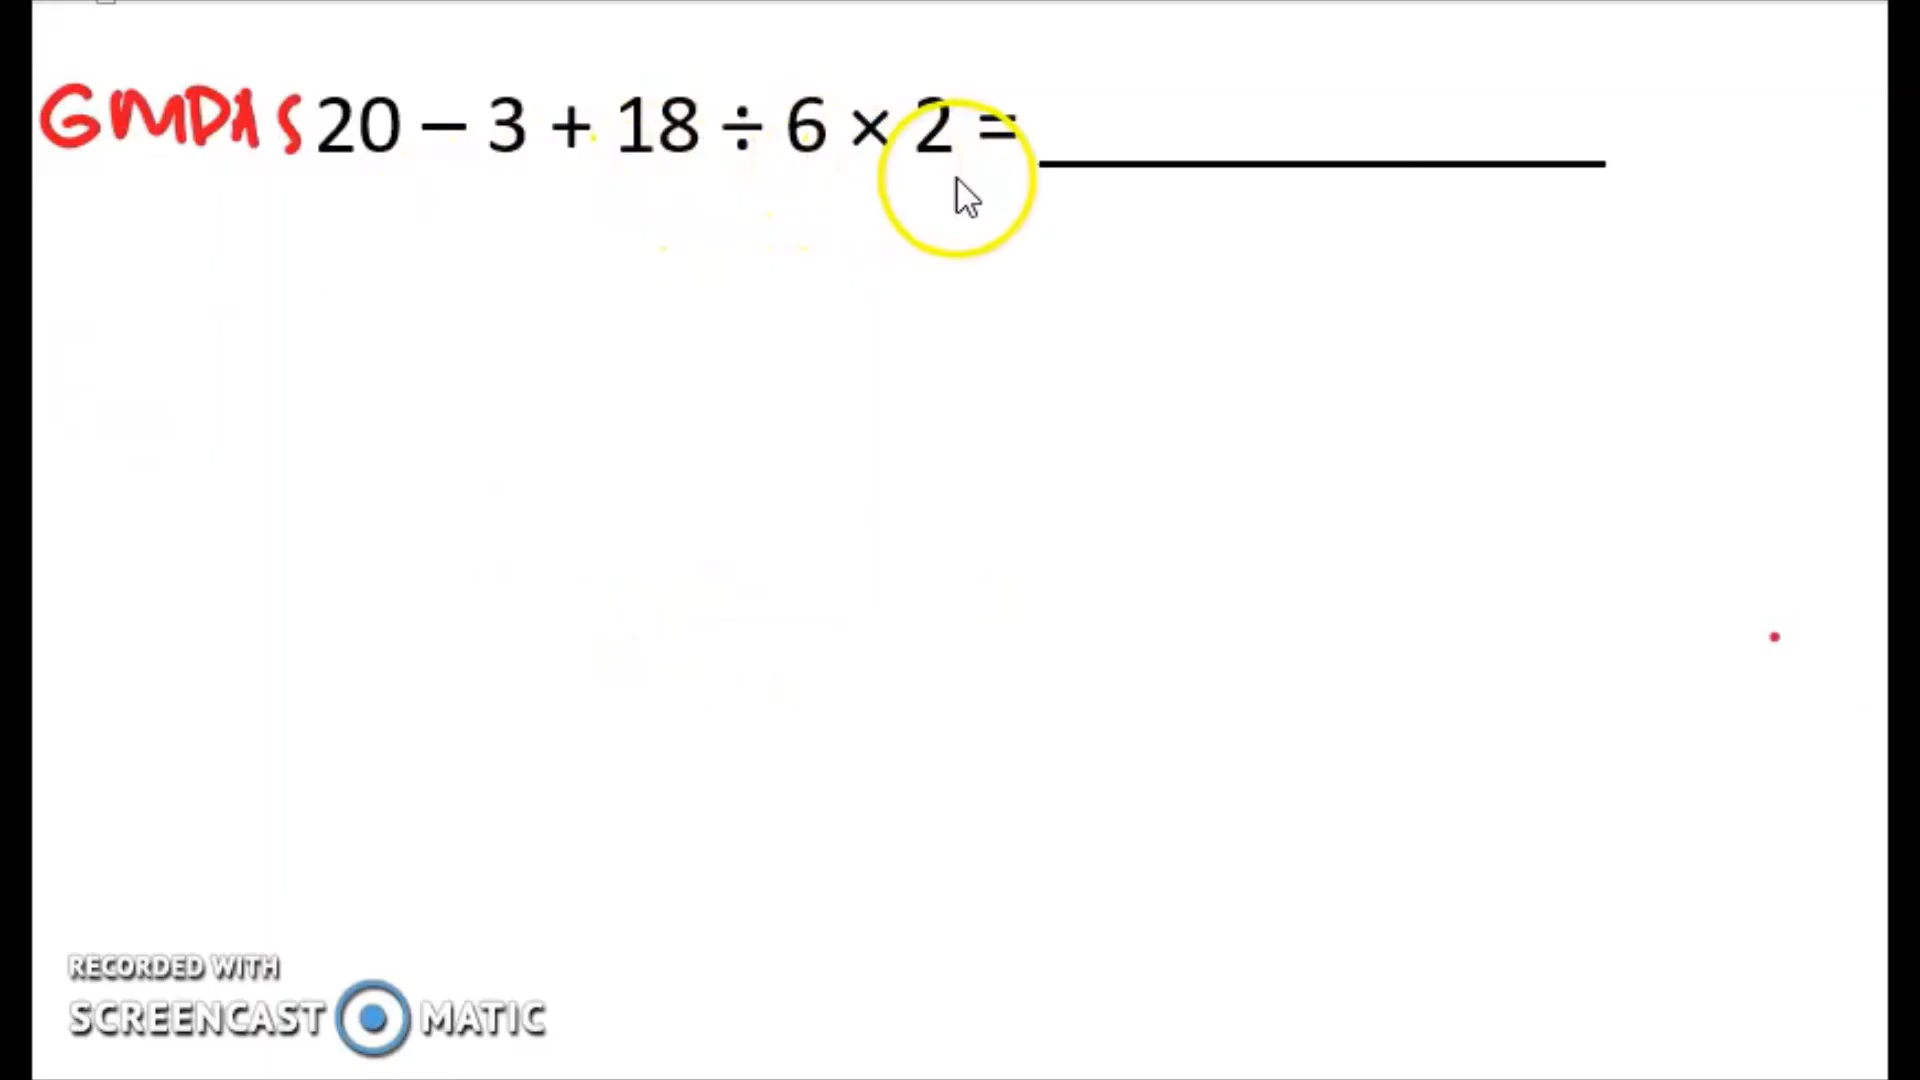 GMDAS 20 − 3 + 18 ÷ 6 × 2 = 
RECORDED WITH
SCREENCAST MATIC